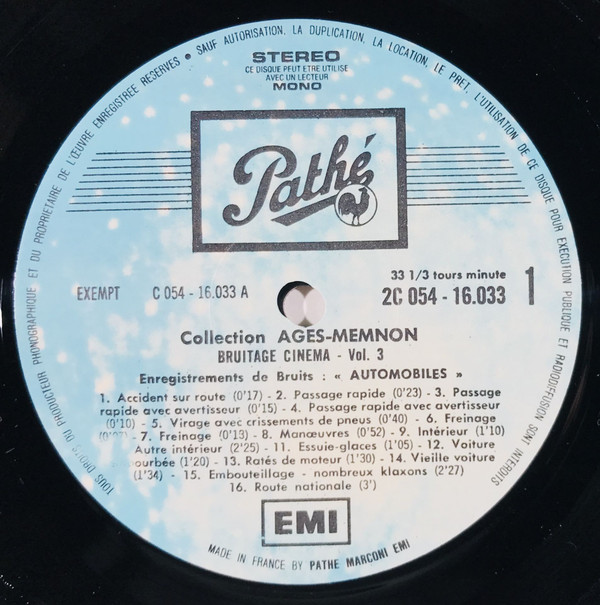 TOUS DROITS DU PRODUCTEUR PHONOGRAPHIQUE ET DU PROPRIETAIRE DE L'ŒUVRE ENREGISTREE RESERVES • SAUF AUTORISATION, LA DUPLICATION, LA LOCATION, LE PRET, L'UTILISATION DE CE DISQUE POUR EXECUTION PUBLIQUE ET RADIODIFFUSION SONT INTERDITS
STEREO
CE DISQUE PEUT ETRE UTILISE
AVEC UN LECTEUR
MONO
Pathé
33 1/3 tours minute
EXEMPT C 054 - 16.033 A 2C 054 - 16.033 1
Collection AGES-MEMNON
BRUITAGE CINEMA - Vol. 3
Enregistrements de Bruits : « AUTOMOBILES »
1. Accident sur route (0'17) - 2. Passage rapide (0'23) - 3. Passage
rapide avec avertisseur (0'15) - 4. Passage rapide avec avertisseur
(0'10) - 5. Virage avec crissements de pneus (0'40) - 6. Freinage
- 7. Freinage (0'13) - 8. Manœuvres (0'52) - 9. Intérieur (1'10)
Autre intérieur (2'25) - 11. Essuie-glaces (1'05) - 12. Voiture
ourbée (1'20) - 13. Ratés de moteur (1'30) - 14. Vieille voiture
(1'34) - 15. Embouteillage - nombreux klaxons (2'27)
16. Route nationale (3')
EMI
MADE IN FRANCE BY PATHE MARCONI EMI